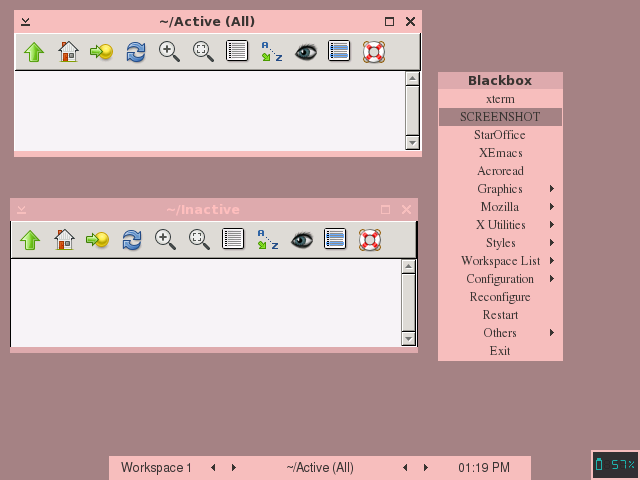 ~/Active (All)
A
Z
~/Inactive
A
Z
Blackbox
xterm
SCREENSHOT
StarOffice
XEmacs
Acroread
Graphics
Mozilla
X Utilities
Styles
Workspace List
Configuration
Reconfigure
Restart
Others
Exit
Workspace 1
~/Active (All)
01:19 PM
57%